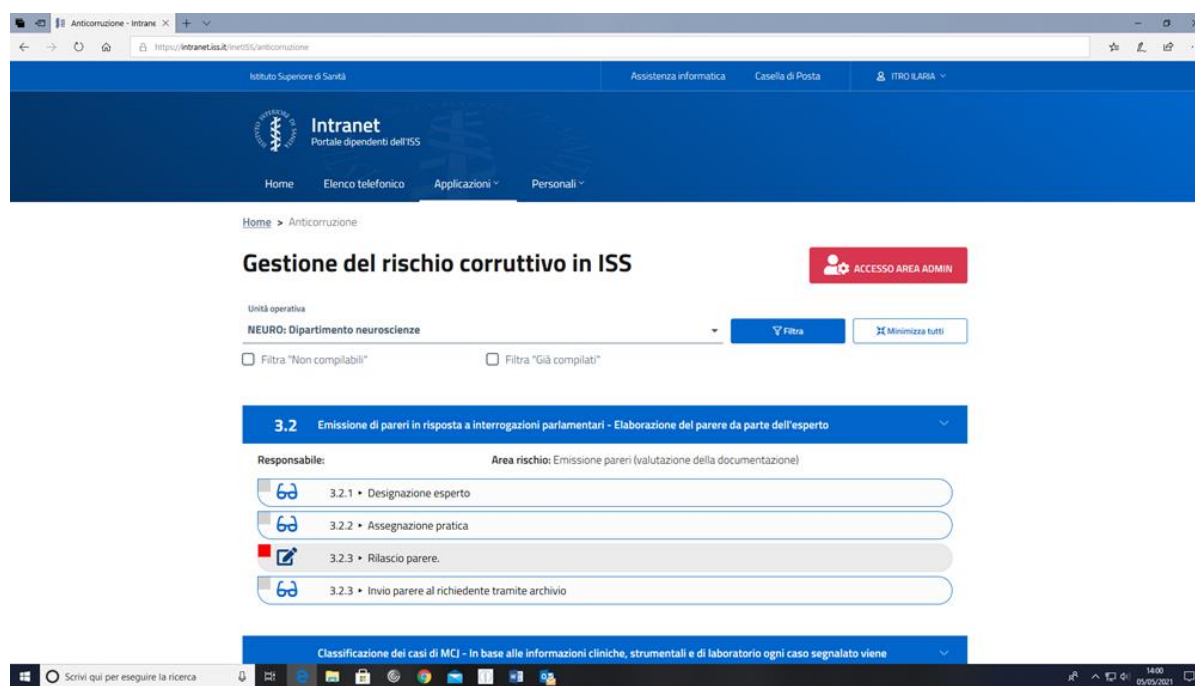 Anticorruzione - Intrane
https://intranet.iss.it/inetISS/anticorruzione
Istituto Superiore di Sanità
Assistenza informatica
Casella di Posta
ITRO ILARIA
Intranet
Portale dipendenti dell'ISS
Home
Elenco telefonico
Applicazioni
Personali
Home > Anticorruzione
Gestione del rischio corruttivo in ISS
ACCESSO AREA ADMIN
Unità operativa
NEURO: Dipartimento neuroscienze
Filtra
Minimizza tutti
Filtra "Non compilabili"
Filtra "Già compilati"
3.2 Emissione di pareri in risposta a interrogazioni parlamentari - Elaborazione del parere da parte dell'esperto
Responsabile:
Area rischio: Emissione pareri (valutazione della documentazione)
3.2.1 ‣ Designazione esperto
3.2.2 ‣ Assegnazione pratica
3.2.3 ‣ Rilascio parere.
3.2.3 ‣ Invio parere al richiedente tramite archivio
Classificazione dei casi di MCJ - In base alle informazioni cliniche, strumentali e di laboratorio ogni caso segnalato viene
Scrivi qui per eseguire la ricerca
14:00
05/05/2021